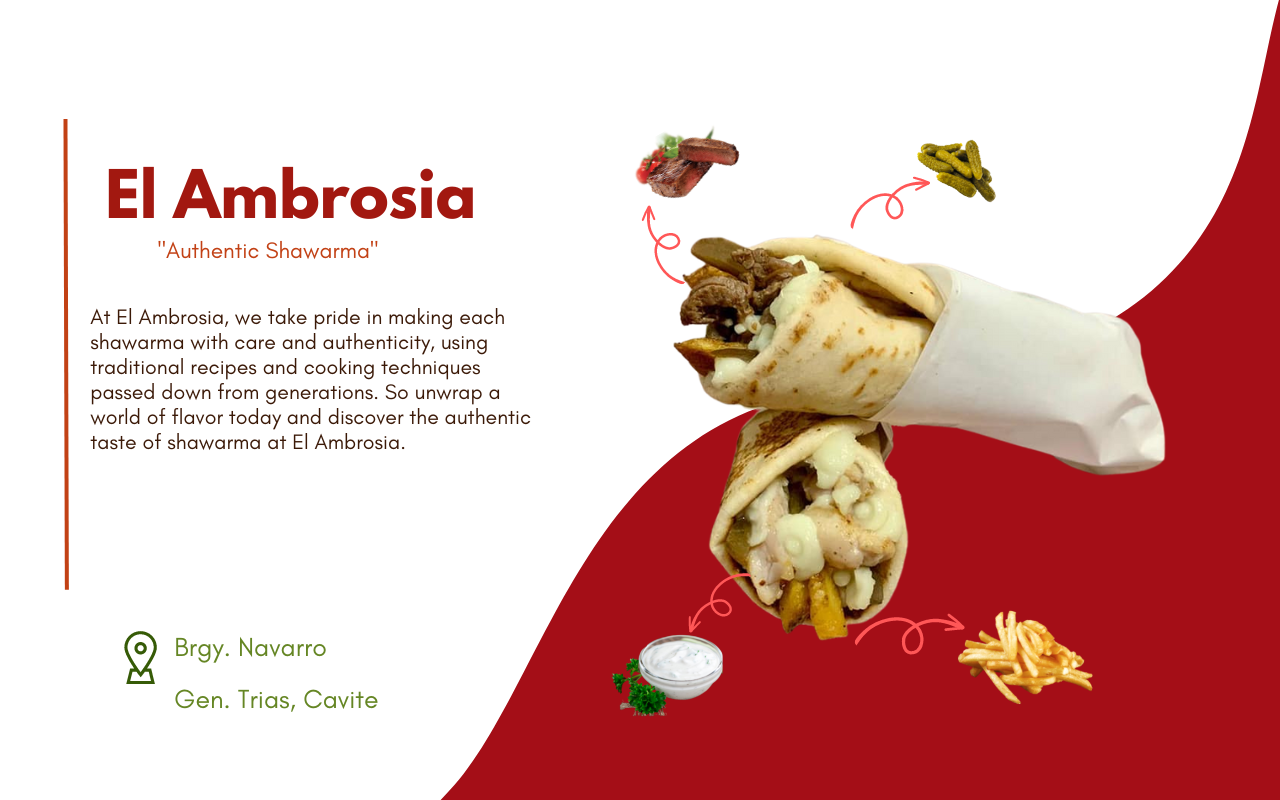 El Ambrosia
"Authentic Shawarma"
At El Ambrosia, we take pride in making each
shawarma with care and authenticity, using
traditional recipes and cooking techniques
passed down from generations. So unwrap a
world of flavor today and discover the authentic
taste of shawarma at El Ambrosia.
Brgy. Navarro
Gen. Trias, Cavite